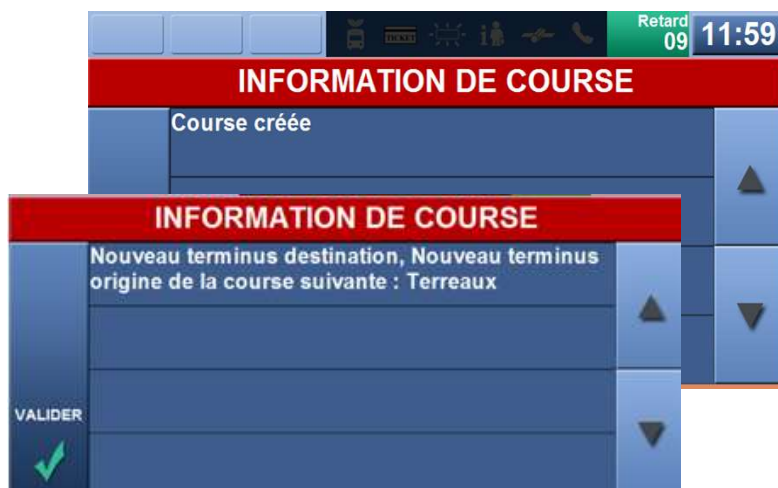 TICKET
Retard
09
11:59
INFORMATION DE COURSE
Course créée
INFORMATION DE COURSE
Nouveau terminus destination, Nouveau terminus
origine de la course suivante : Terreaux
VALIDER